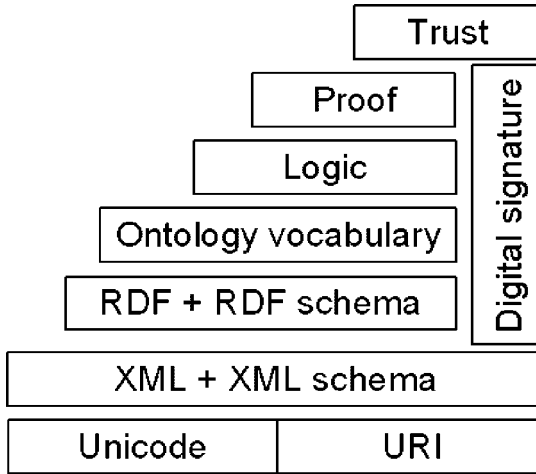 Trust
Proof
Digital signature
Logic
Ontology vocabulary
RDF + RDF schema
XML + XML schema
Unicode
URI